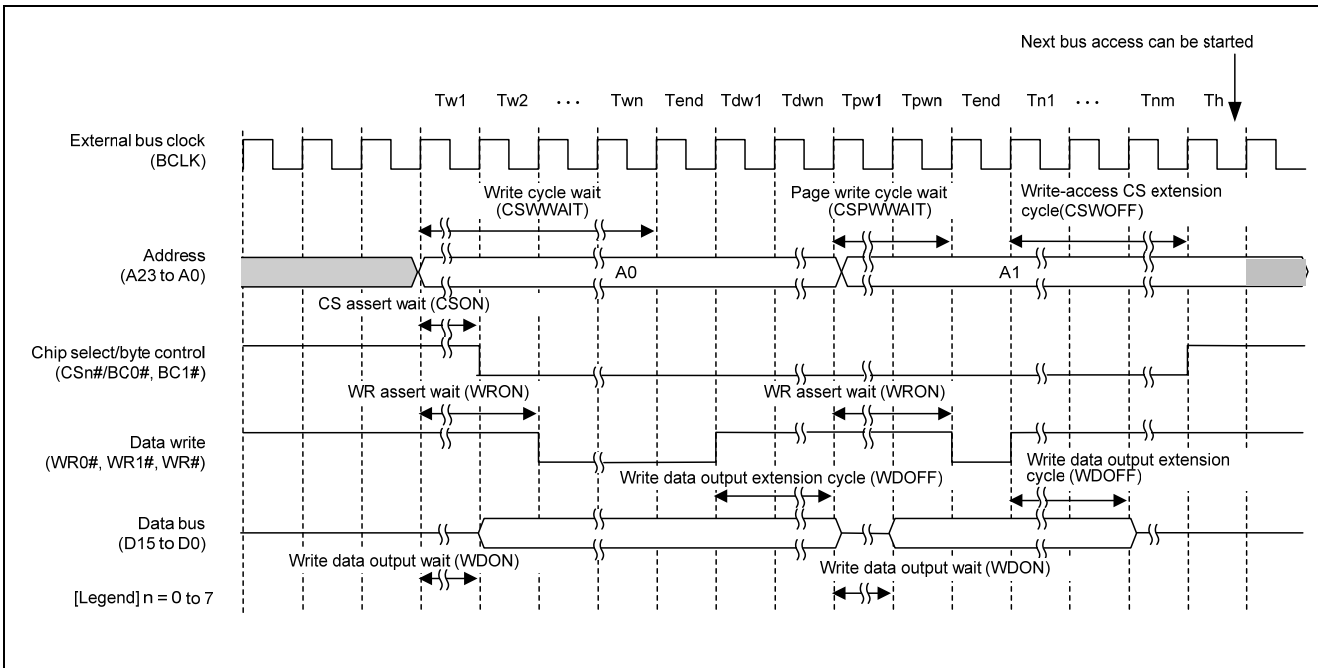 Next bus access can be started
Tw1 Tw2 ··· Twn Tend Tdw1 Tdwn Tpw1 Tpwn Tend Tn1 ··· Tnm Th
External bus clock
(BCLK)
Write cycle wait
(CSWWAIT)
Page write cycle wait
(CSPWWAIT)
Write-access CS extension
cycle(CSWOFF)
Address
(A23 to A0)
A0
A1
CS assert wait (CSON)
Chip select/byte control
(CSn#/BC0#, BC1#)
WR assert wait (WRON)
WR assert wait (WRON)
Data write
(WR0#, WR1#, WR#)
Write data output extension cycle (WDOFF)
Write data output extension
cycle (WDOFF)
Data bus
(D15 to D0)
Write data output wait (WDON)
Write data output wait (WDON)
[Legend] n = 0 to 7